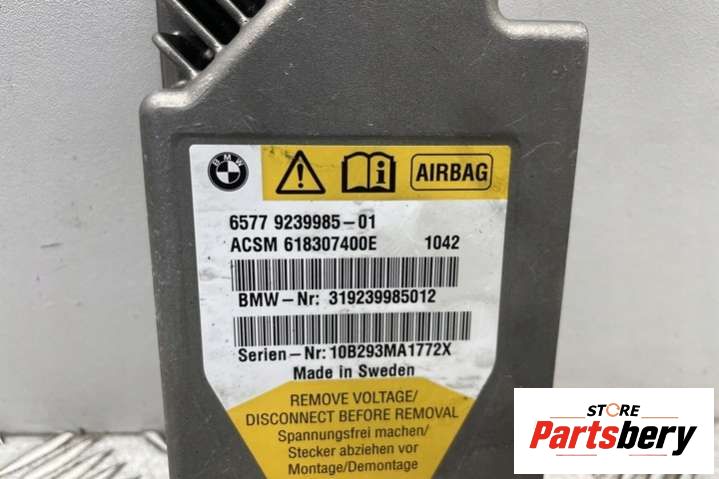 BMW
AIRBAG
6577 9239985-01
ACSM 618307400E 1042
BMW-Nr: 319239985012
Serien-Nr: 10B293MA1772X
Made in Sweden
REMOVE VOLTAGE/
DISCONNECT BEFORE REMOVAL
Spannungsfrei machen/
Stecker abziehen vor
Montage/Demontage
STORE
Partsbery